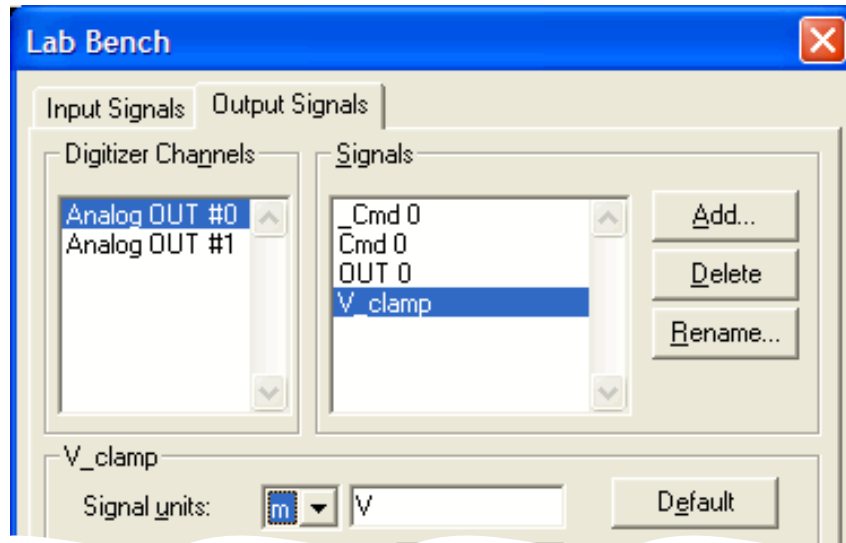 Lab Bench
Input Signals Output Signals
Digitizer Channels
Analog OUT #0
Analog OUT #1
Signals
_Cmd 0
Cmd 0
OUT 0
V_clamp
Add...
Delete
Rename...
V_clamp
Signal units: m V Default